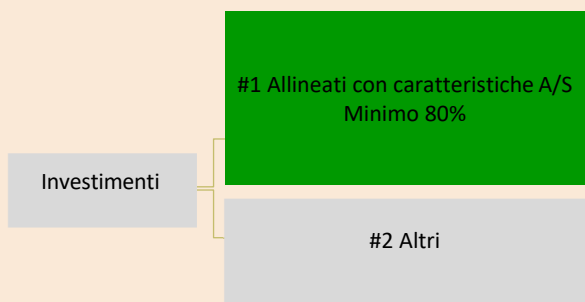 #1 Allineati con caratteristiche A/S
Minimo 80%
Investimenti
#2 Altri